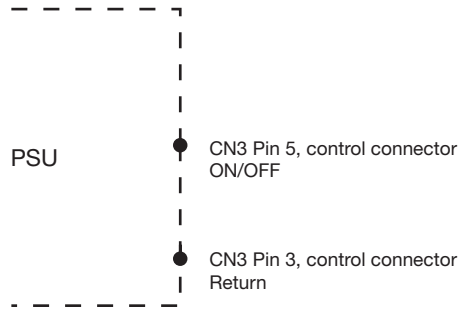 PSU
CN3 Pin 5, control connector
ON/OFF
CN3 Pin 3, control connector
Return